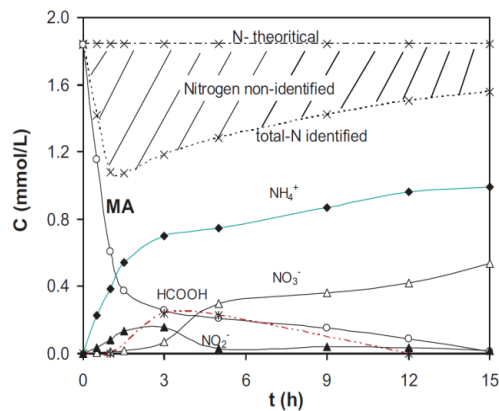 2.0
N- theoritical
1.6
Nitrogen non-identified
total-N identified
1.2
C (mmol/L)
MA
NH₄⁺
0.8
HCOOH
NO₃⁻
0.4
NO₂⁻
0.0
0 3 6 9 12 15
t (h)